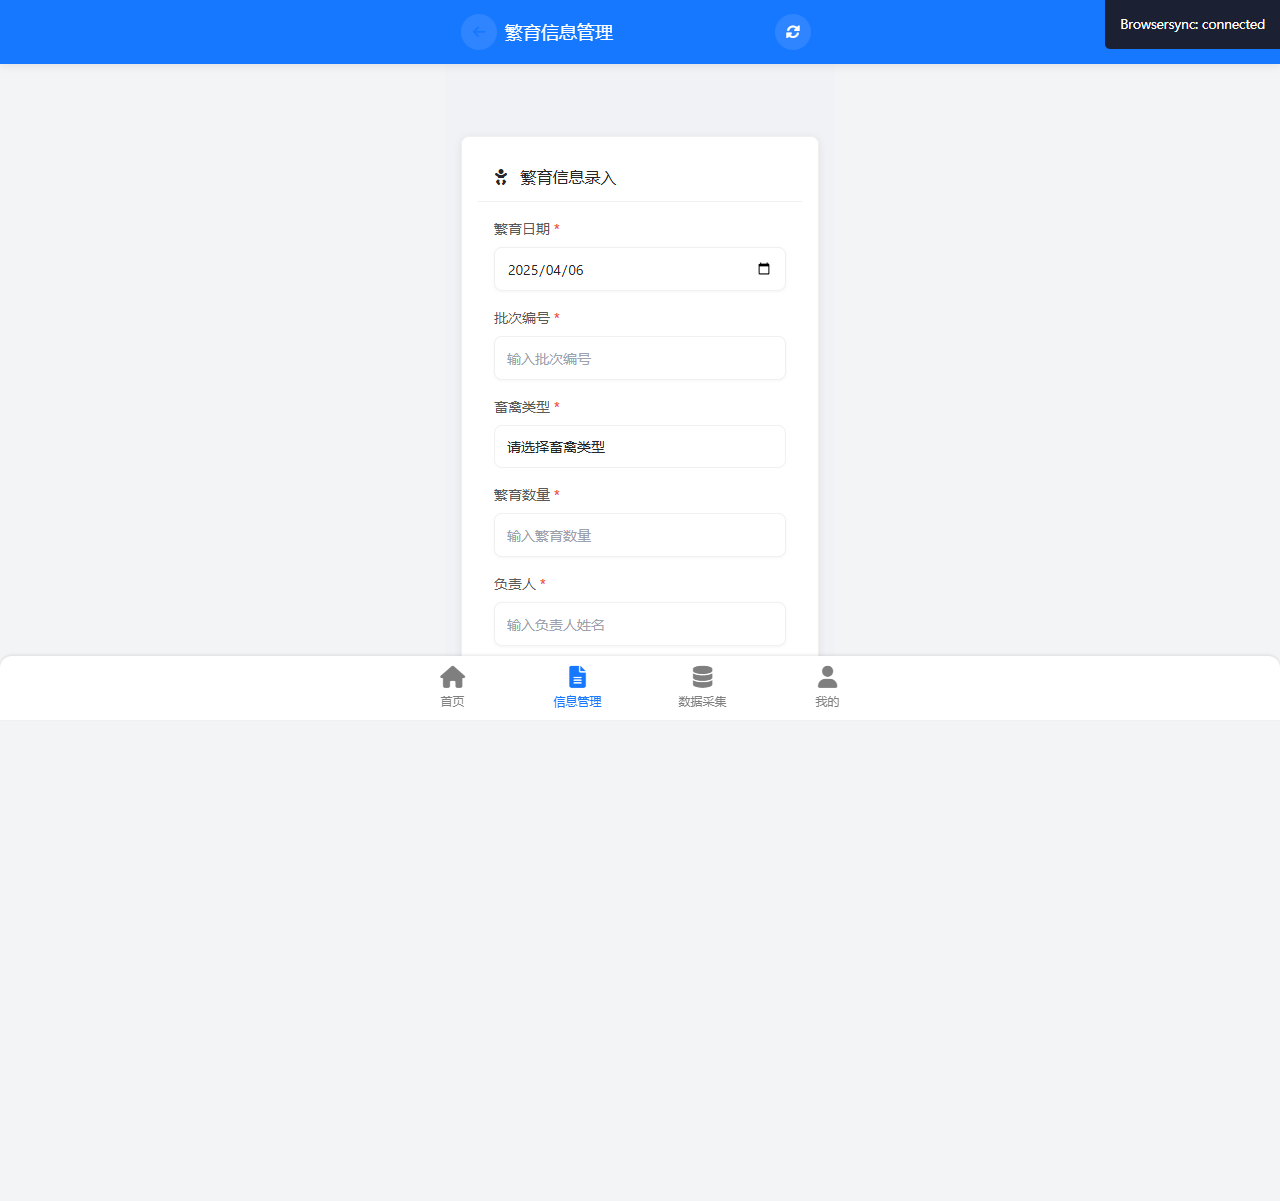 繁育信息管理
Browsersync: connected
繁育信息录入
繁育日期 *
2025/04/06
批次编号 *
输入批次编号
畜禽类型 *
请选择畜禽类型
繁育数量 *
输入繁育数量
负责人 *
输入负责人姓名
首页
信息管理
数据采集
我的